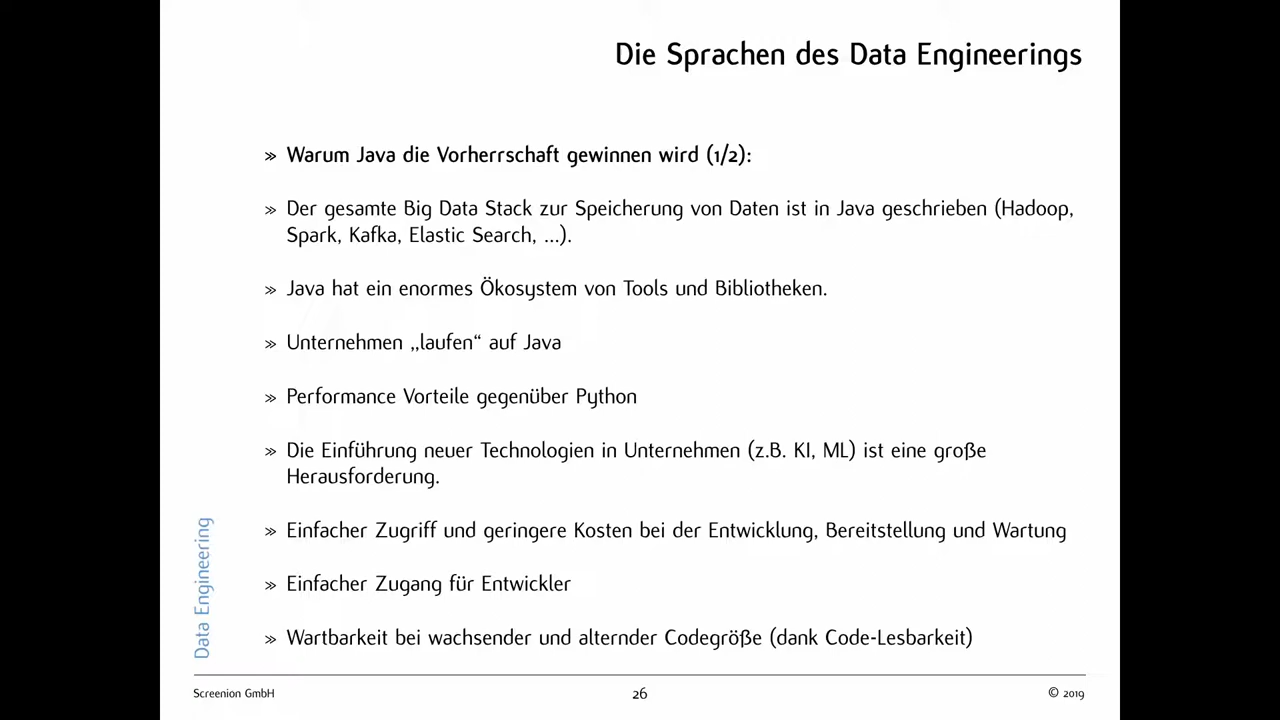 Die Sprachen des Data Engineerings
» Warum Java die Vorherrschaft gewinnen wird (1/2):
» Der gesamte Big Data Stack zur Speicherung von Daten ist in Java geschrieben (Hadoop,
Spark, Kafka, Elastic Search, ...).
» Java hat ein enormes Ökosystem von Tools und Bibliotheken.
» Unternehmen „laufen“ auf Java
» Performance Vorteile gegenüber Python
» Die Einführung neuer Technologien in Unternehmen (z.B. KI, ML) ist eine große
Herausforderung.
» Einfacher Zugriff und geringere Kosten bei der Entwicklung, Bereitstellung und Wartung
» Einfacher Zugang für Entwickler
» Wartbarkeit bei wachsender und alternder Codegröße (dank Code-Lesbarkeit)
Data Engineering
Screenion GmbH
26
© 2019